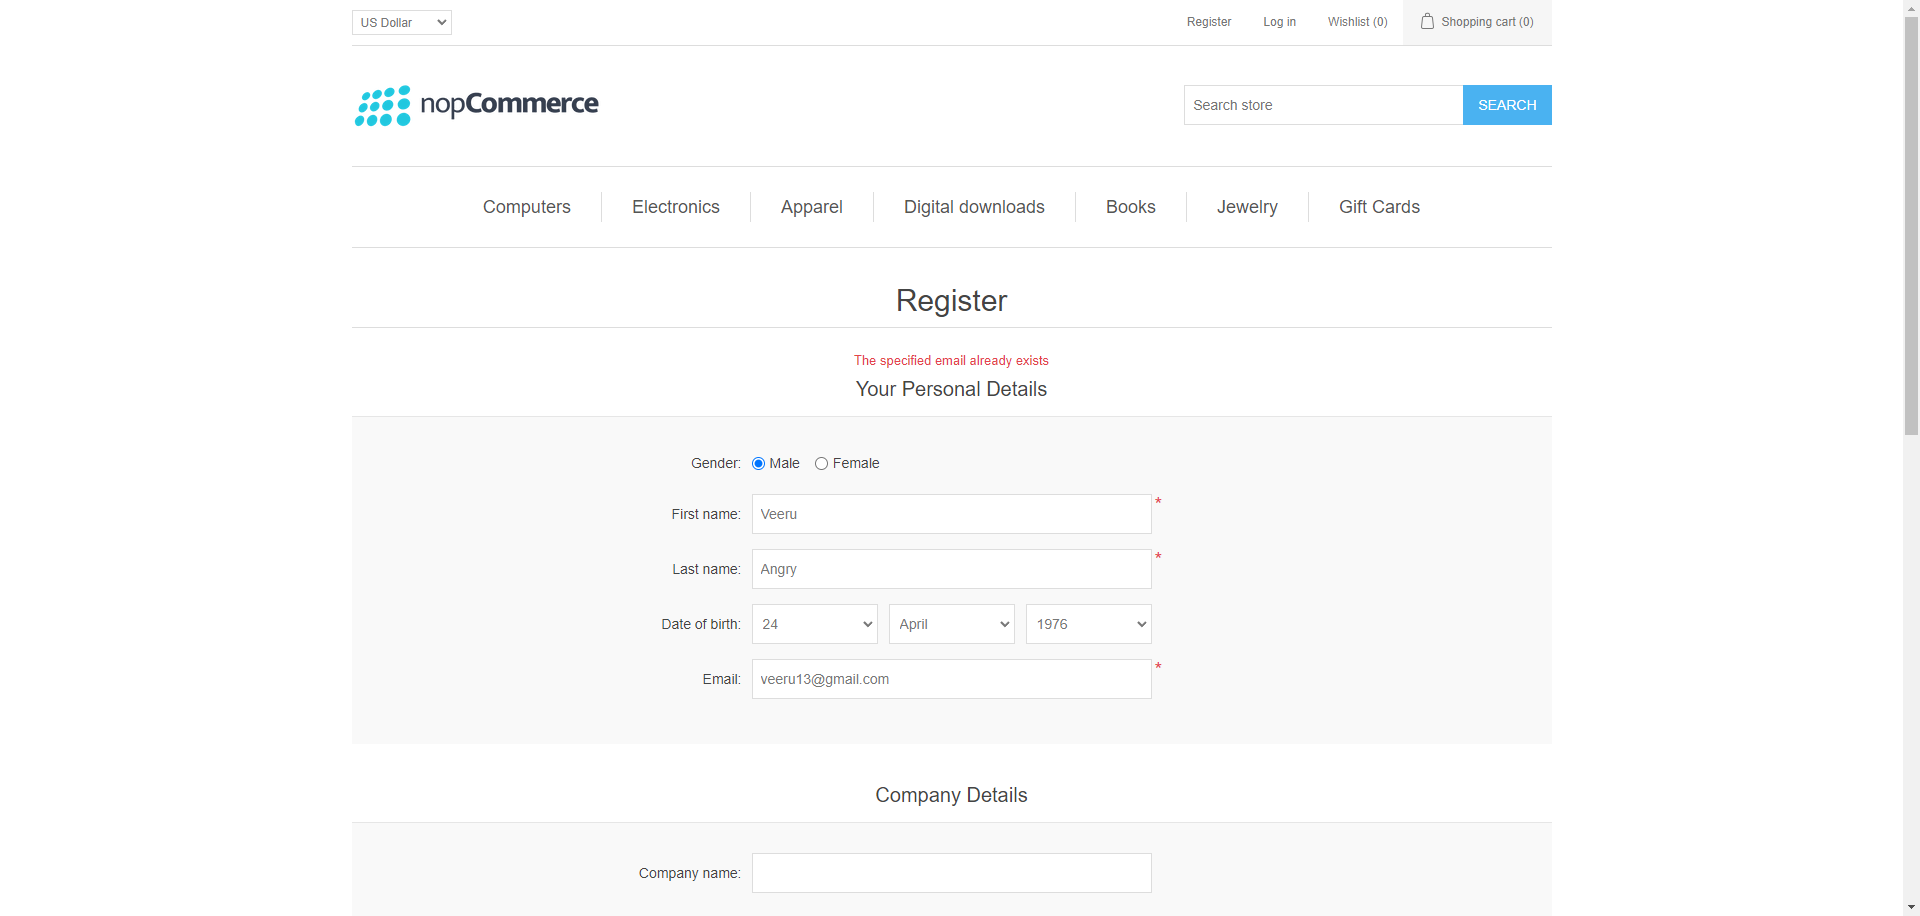 US Dollar
Register Log in Wishlist (0) Shopping cart (0)
nopCommerce
Search store SEARCH
Computers Electronics Apparel Digital downloads Books Jewelry Gift Cards
Register
The specified email already exists
Your Personal Details
Gender: Male Female
First name: Veeru *
Last name: Angry *
Date of birth: 24 April 1976
Email: veeru13@gmail.com *
Company Details
Company name: